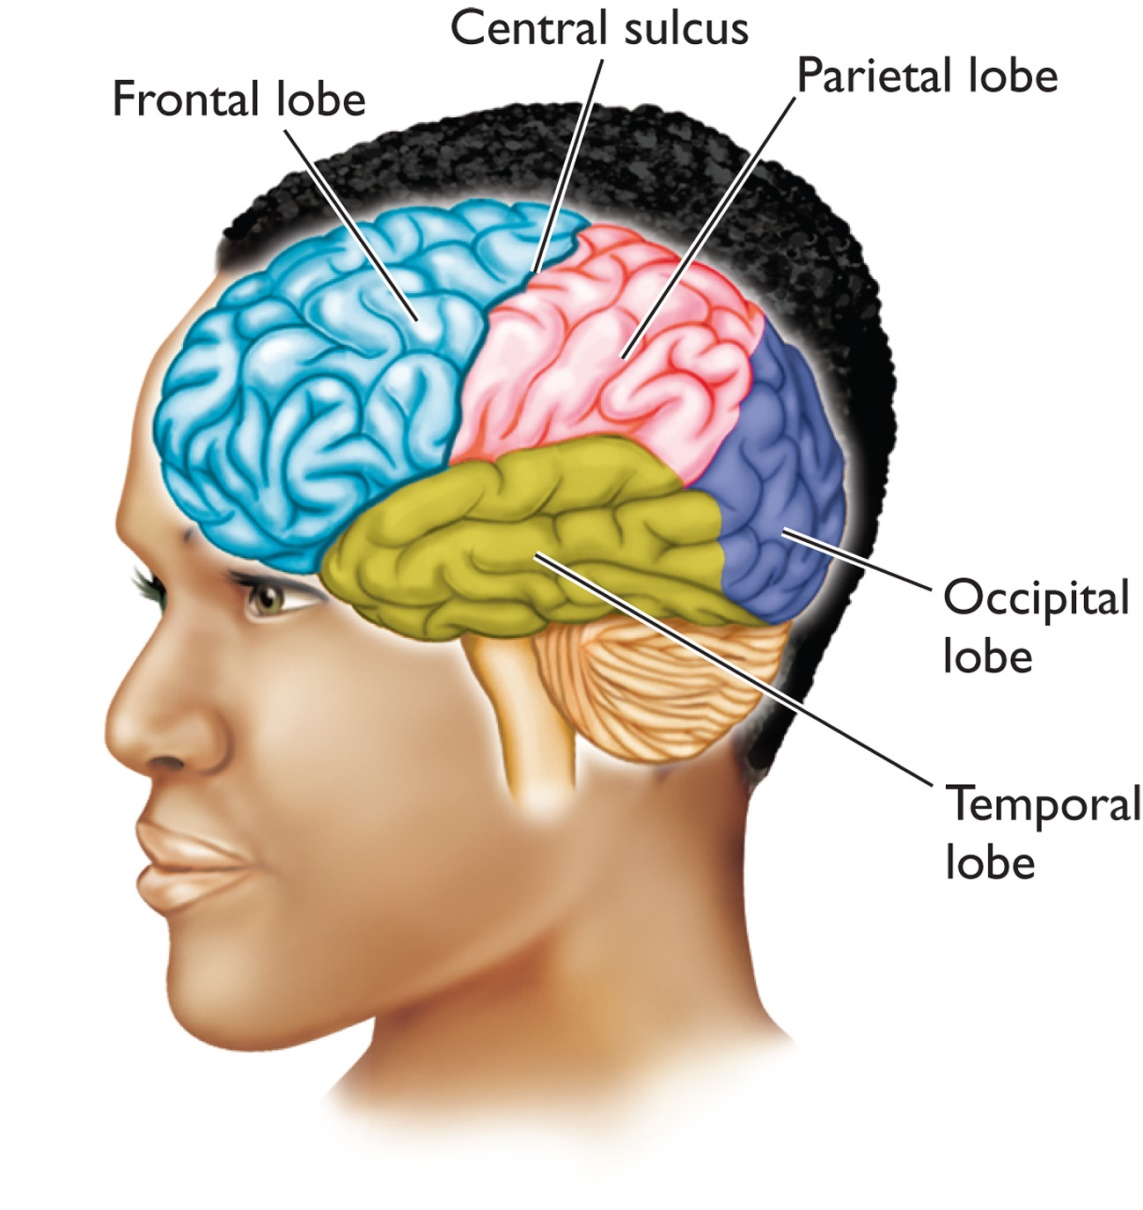 Central sulcus
Parietal lobe
Frontal lobe
Occipital
lobe
Temporal
lobe